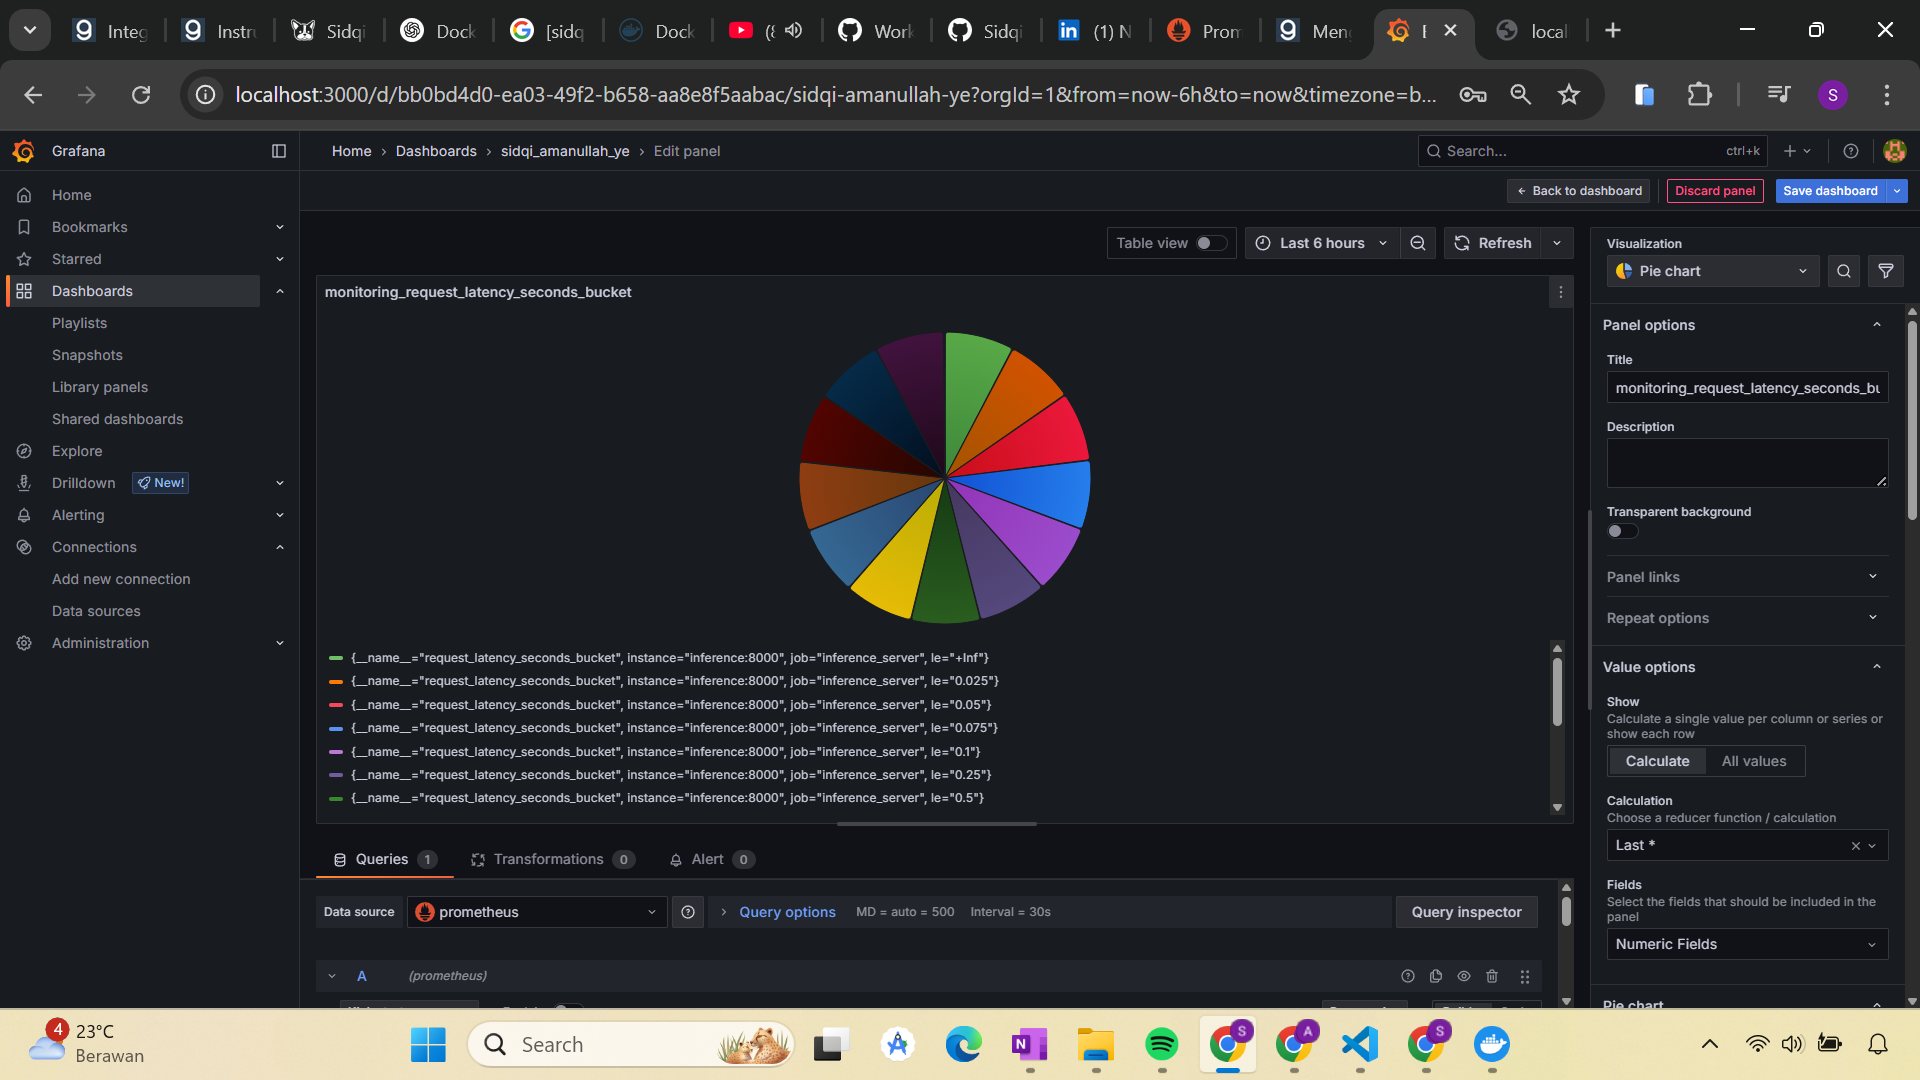 Integ
Instru
Sidqi
Dock
[sidq
Dock
(8
Work
Sidqi
(1) N
Prom
Meng
local
localhost:3000/d/bb0bd4d0-ea03-49f2-b658-aa8e8f5aabac/sidqi-amanullah-ye?orgId=1&from=now-6h&to=now&timezone=b...
S
Grafana
Home › Dashboards › sidqi_amanullah_ye › Edit panel
Search...
ctrl+k
Back to dashboard
Discard panel
Save dashboard
Home
Bookmarks
Starred
Dashboards
Playlists
Snapshots
Library panels
Shared dashboards
Explore
Drilldown
New!
Alerting
Connections
Add new connection
Data sources
Administration
Table view
Last 6 hours
Refresh
monitoring_request_latency_seconds_bucket
{__name__="request_latency_seconds_bucket", instance="inference:8000", job="inference_server", le="+Inf"}
{__name__="request_latency_seconds_bucket", instance="inference:8000", job="inference_server", le="0.025"}
{__name__="request_latency_seconds_bucket", instance="inference:8000", job="inference_server", le="0.05"}
{__name__="request_latency_seconds_bucket", instance="inference:8000", job="inference_server", le="0.075"}
{__name__="request_latency_seconds_bucket", instance="inference:8000", job="inference_server", le="0.1"}
{__name__="request_latency_seconds_bucket", instance="inference:8000", job="inference_server", le="0.25"}
{__name__="request_latency_seconds_bucket", instance="inference:8000", job="inference_server", le="0.5"}
Queries 1
Transformations 0
Alert 0
Data source
prometheus
Query options
MD = auto = 500
Interval = 30s
Query inspector
A
(prometheus)
Visualization
Pie chart
Panel options
Title
monitoring_request_latency_seconds_bu
Description
Transparent background
Panel links
Repeat options
Value options
Show
Calculate a single value per column or series or
show each row
Calculate
All values
Calculation
Choose a reducer function / calculation
Last *
Fields
Select the fields that should be included in the
panel
Numeric Fields
Pie chart
4
23°C
Berawan
Search
S
A
S